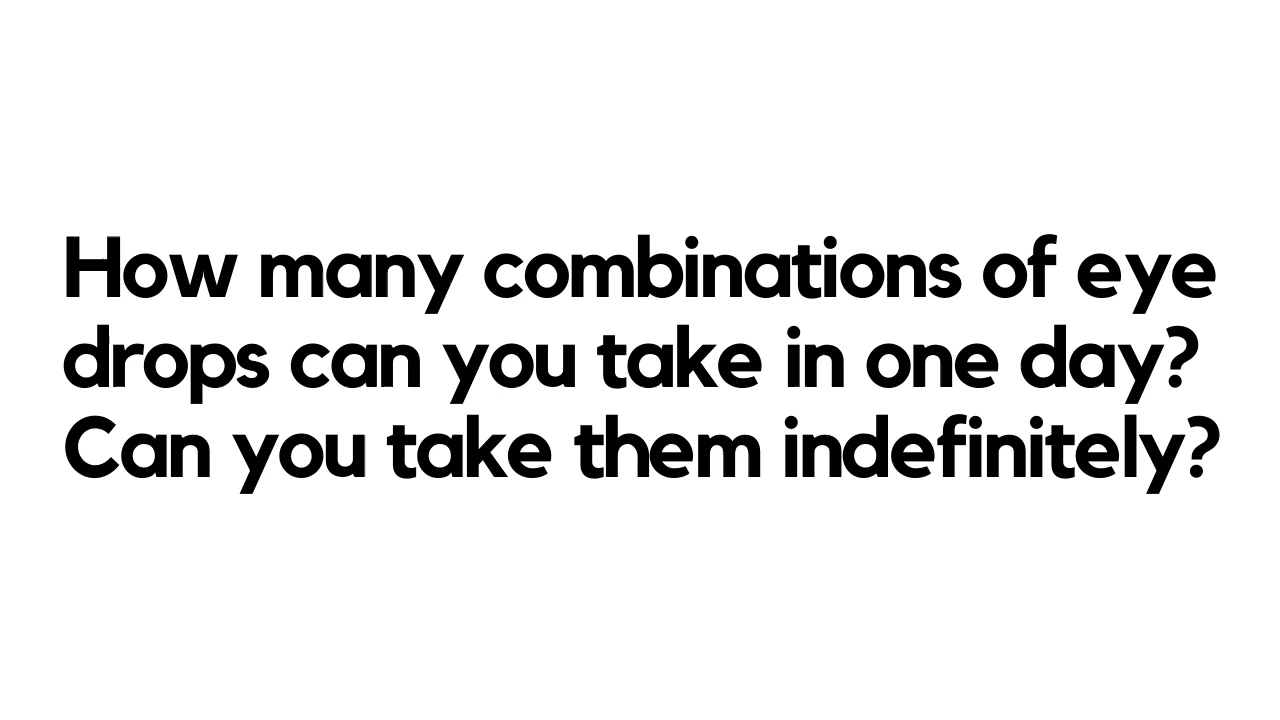 How many combinations of eye
drops can you take in one day?
Can you take them indefinitely?